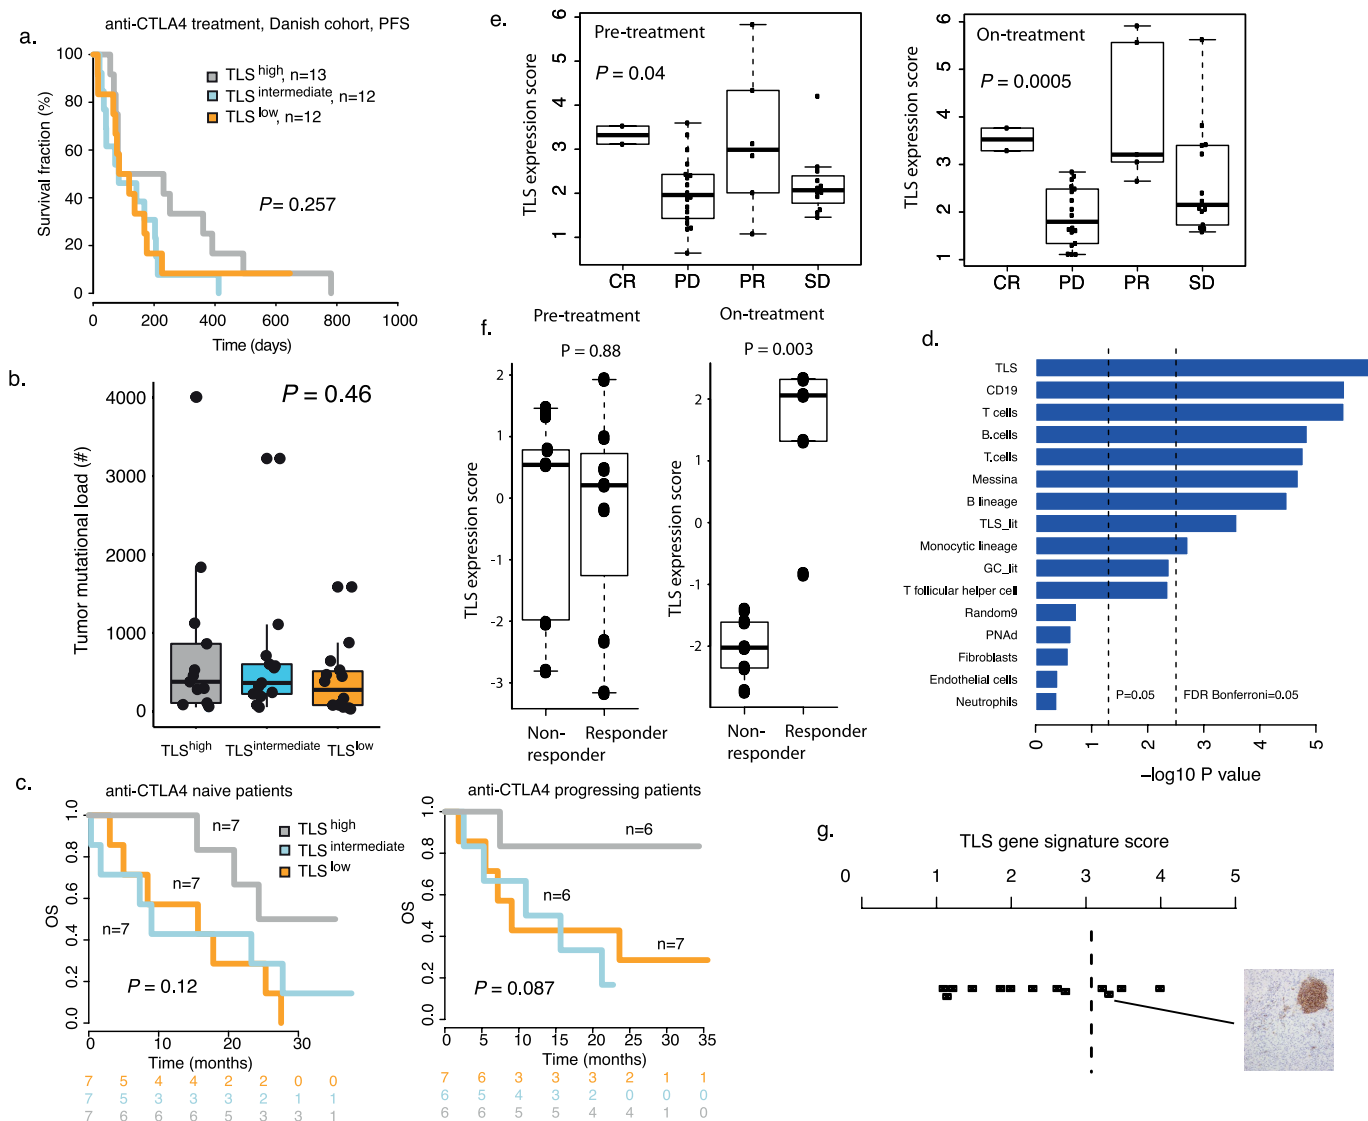 a.
anti-CTLA4 treatment, Danish cohort, PFS
100
80
60
40
20
0
Survival fraction (%)
TLS high, n=13
TLS intermediate, n=12
TLS low, n=12
P= 0.257
0 200 400 600 800 1000
Time (days)
b.
P = 0.46
4000
3000
2000
1000
0
Tumor mutational load (#)
TLS high TLS intermediate TLS low
c.
anti-CTLA4 naive patients
1.0
0.8
0.6
0.4
0.2
0.0
OS
TLS high
TLS intermediate
TLS low
n=7
n=7
n=7
P = 0.12
0 10 20 30
Time (months)
7 5 4 4 2 2 0 0
7 5 3 3 3 2 1 1
7 6 6 6 5 3 3 1
anti-CTLA4 progressing patients
1.0
0.8
0.6
0.4
0.2
0.0
OS
n=6
n=6
n=7
P = 0.087
0 5 10 15 20 25 30 35
Time (months)
7 6 3 3 3 2 1 1
6 5 4 3 2 0 0 0
6 6 5 5 4 4 1 0
e.
Pre-treatment
P = 0.04
6
5
4
3
2
1
TLS expression score
CR PD PR SD
On-treatment
P = 0.0005
6
5
4
3
2
1
TLS expression score
CR PD PR SD
f.
Pre-treatment
P = 0.88
2
1
0
-1
-2
-3
TLS expression score
Non-
responder
Responder
On-treatment
P = 0.003
2
1
0
-1
-2
TLS expression score
Non-
responder
Responder
d.
TLS
CD19
T cells
B.cells
T.cells
Messina
B lineage
TLS_lit
Monocytic lineage
GC_lit
T follicular helper cell
Random9
PNAd
Fibroblasts
Endothelial cells
Neutrophils
P=0.05
FDR Bonferroni=0.05
0 1 2 3 4 5
−log10 P value
g.
TLS gene signature score
0 1 2 3 4 5